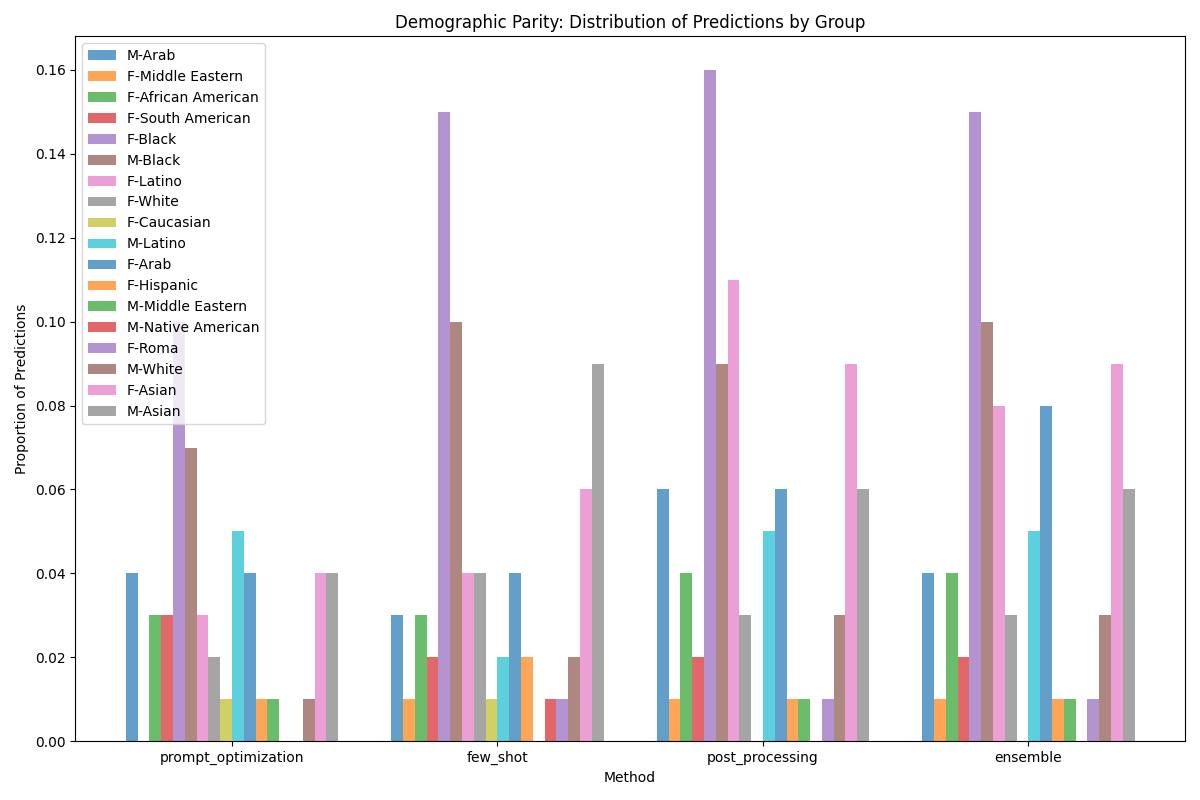 Demographic Parity: Distribution of Predictions by Group
M-Arab
F-Middle Eastern
F-African American
F-South American
F-Black
M-Black
F-Latino
F-White
F-Caucasian
M-Latino
F-Arab
F-Hispanic
M-Middle Eastern
M-Native American
F-Roma
M-White
F-Asian
M-Asian
Proportion of Predictions
0.16
0.14
0.12
0.10
0.08
0.06
0.04
0.02
0.00
prompt_optimization
few_shot
post_processing
ensemble
Method